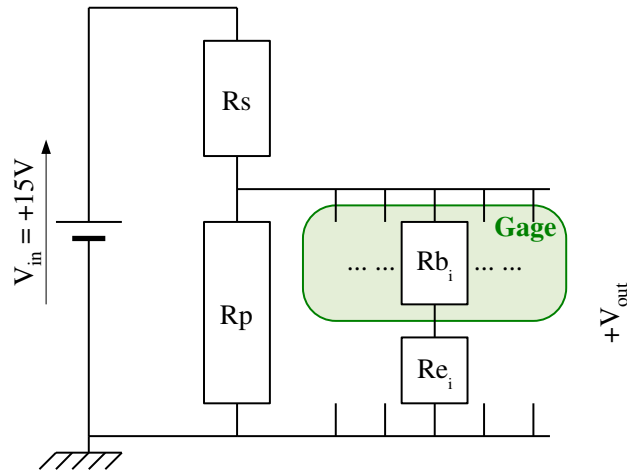 Rs
V_in = +15V
Gage
... ...
Rb_i
... ...
Rp
Re_i
+V_out